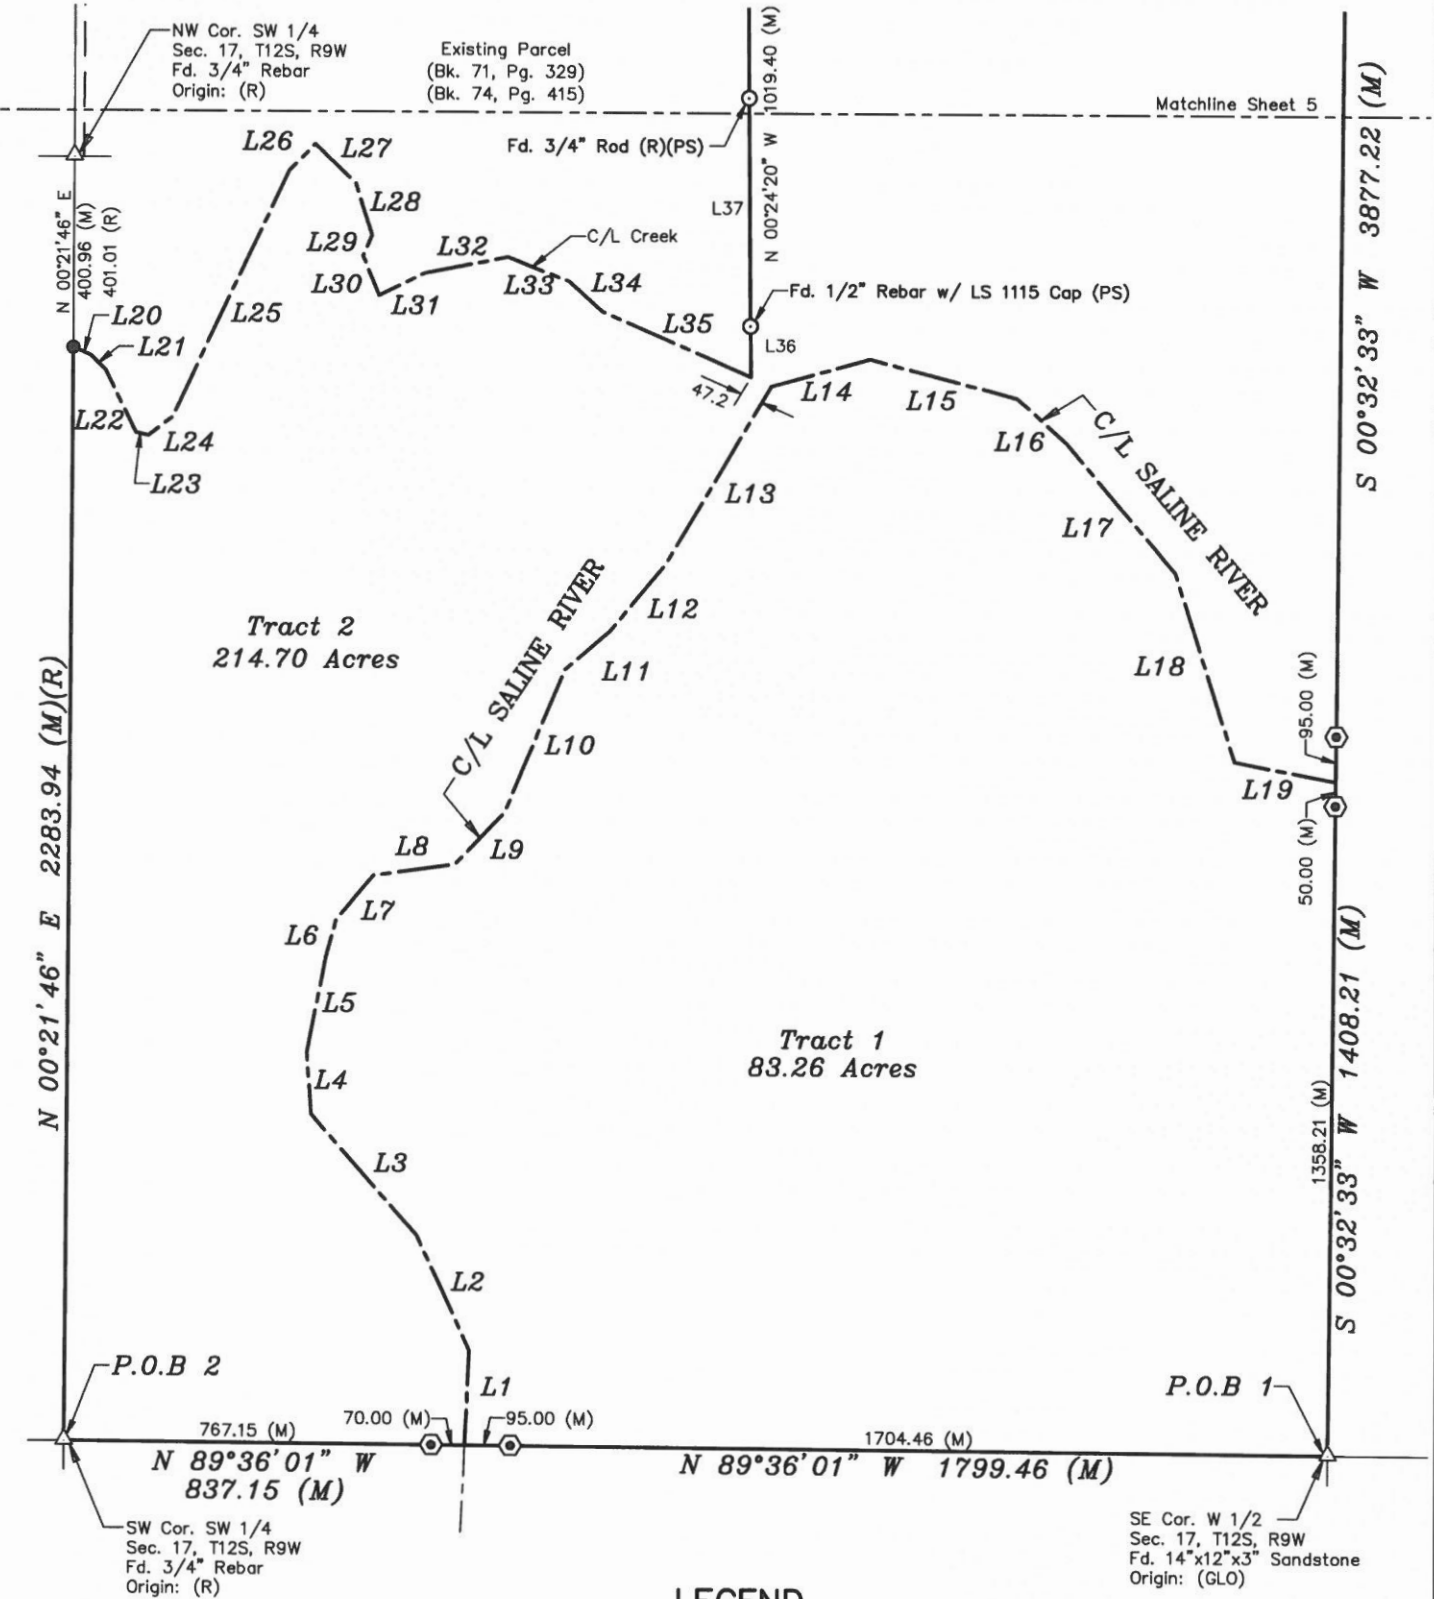 NW Cor. SW 1/4
Sec. 17, T12S, R9W
Fd. 3/4" Rebar
Origin: (R)
Existing Parcel
(Bk. 71, Pg. 329)
(Bk. 74, Pg. 415)
1019.40 (M)
N 00°24'20" W
Matchline Sheet 5
S 00°32'33" W 3877.22 (M)
Fd. 3/4" Rod (R)(PS)
L26
L27
L28
L29
L30
L31
L32
C/L Creek
L33
L34
L35
L37
Fd. 1/2" Rebar w/ LS 1115 Cap (PS)
L36
47.2
N 00°21'46" E
400.96 (M)
401.01 (R)
L20
L21
L22
L23
L24
L25
L14
L15
L16
C/L SALINE RIVER
L17
L18
L19
L13
L12
L11
C/L SALINE RIVER
L10
L9
L8
L7
L6
L5
L4
L3
L2
L1
Tract 2
214.70 Acres
N 00°21'46" E 2283.94 (M)(R)
95.00 (M)
50.00 (M)
Tract 1
83.26 Acres
1358.21 (M)
S 00°32'33" W 1408.21 (M)
P.O.B 2
P.O.B 1
767.15 (M)
70.00 (M)
95.00 (M)
1704.46 (M)
N 89°36'01" W
837.15 (M)
N 89°36'01" W 1799.46 (M)
SW Cor. SW 1/4
Sec. 17, T12S, R9W
Fd. 3/4" Rebar
Origin: (R)
SE Cor. W 1/2
Sec. 17, T12S, R9W
Fd. 14"x12"x3" Sandstone
Origin: (GLO)
LEGEND